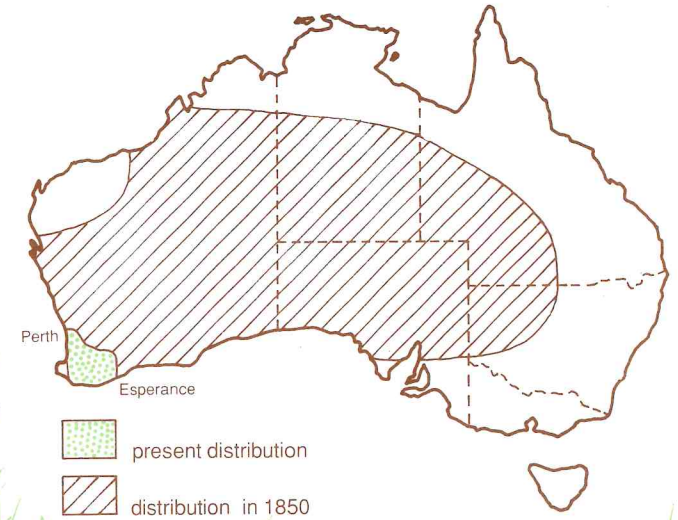 Perth
Esperance
present distribution
distribution in 1850